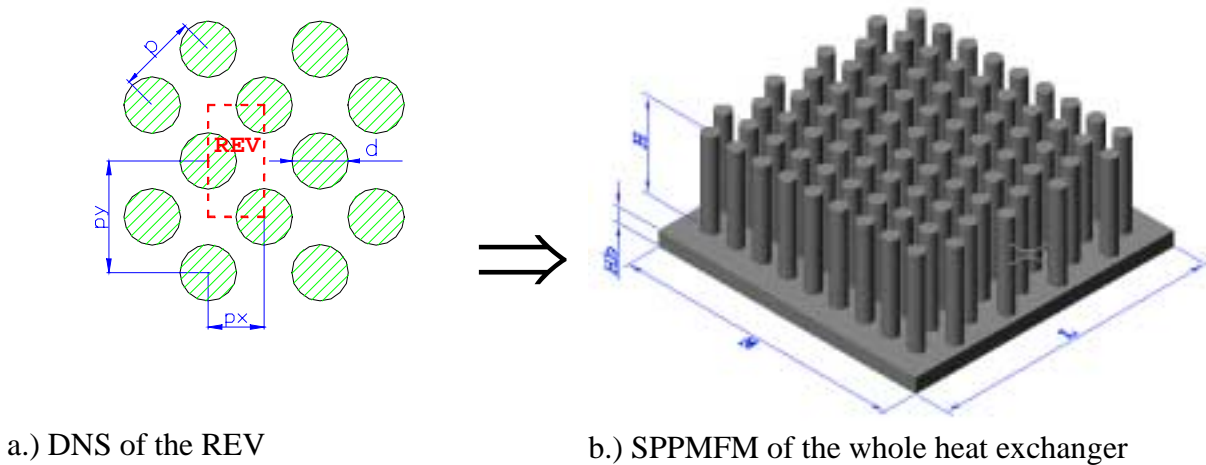 p
REV
d
py
px
H
L
a.) DNS of the REV
b.) SPPMFM of the whole heat exchanger